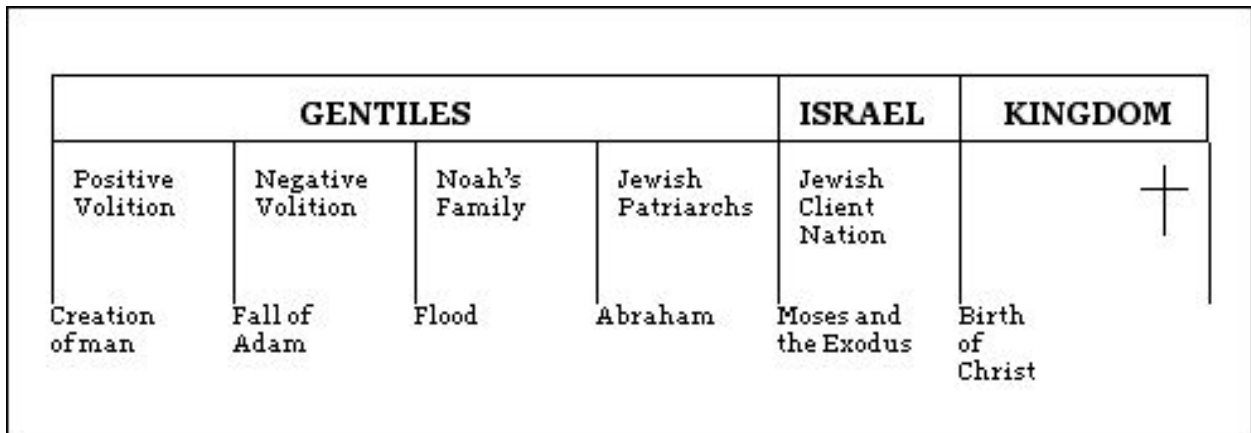 GENTILES ISRAEL KINGDOM
Positive
Volition
Negative
Volition
Noah's
Family
Jewish
Patriarchs
Jewish
Client
Nation
Creation
of man
Fall of
Adam
Flood
Abraham
Moses and
the Exodus
Birth
of
Christ